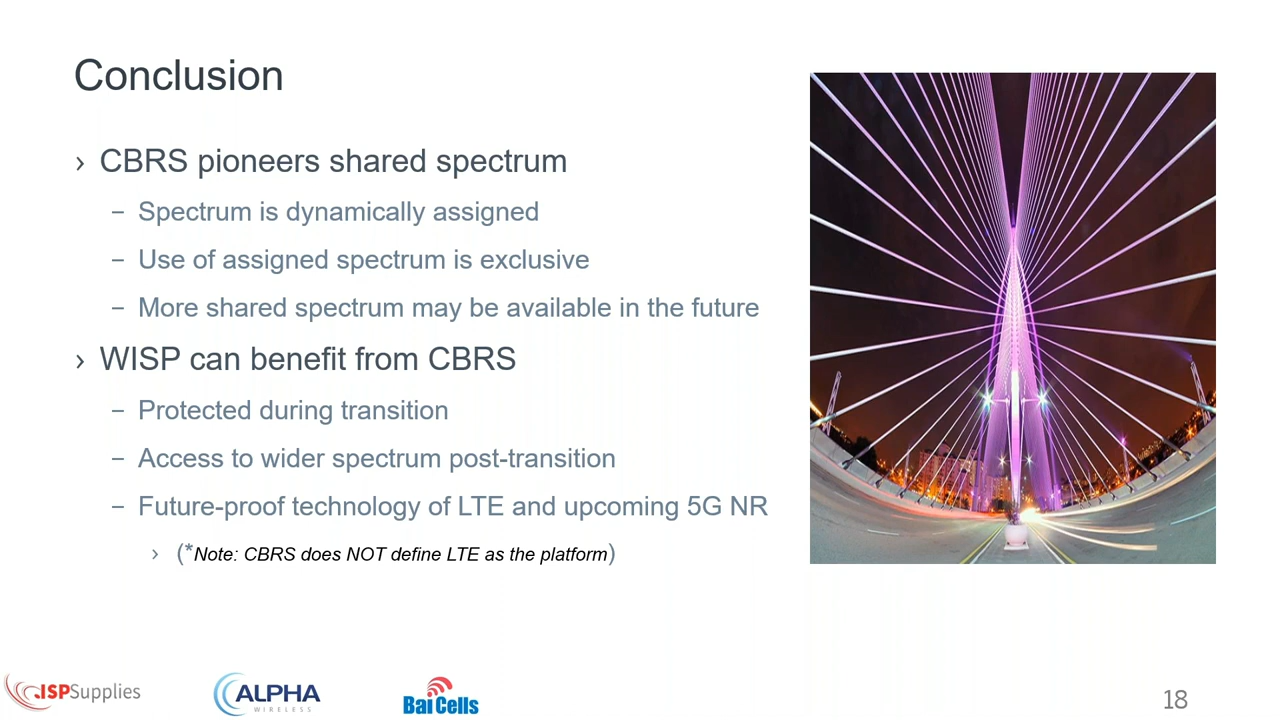 Conclusion
› CBRS pioneers shared spectrum
– Spectrum is dynamically assigned
– Use of assigned spectrum is exclusive
– More shared spectrum may be available in the future
› WISP can benefit from CBRS
– Protected during transition
– Access to wider spectrum post-transition
– Future-proof technology of LTE and upcoming 5G NR
› (*Note: CBRS does NOT define LTE as the platform)
ISPSupplies
ALPHA
WIRELESS
BaiCells
18